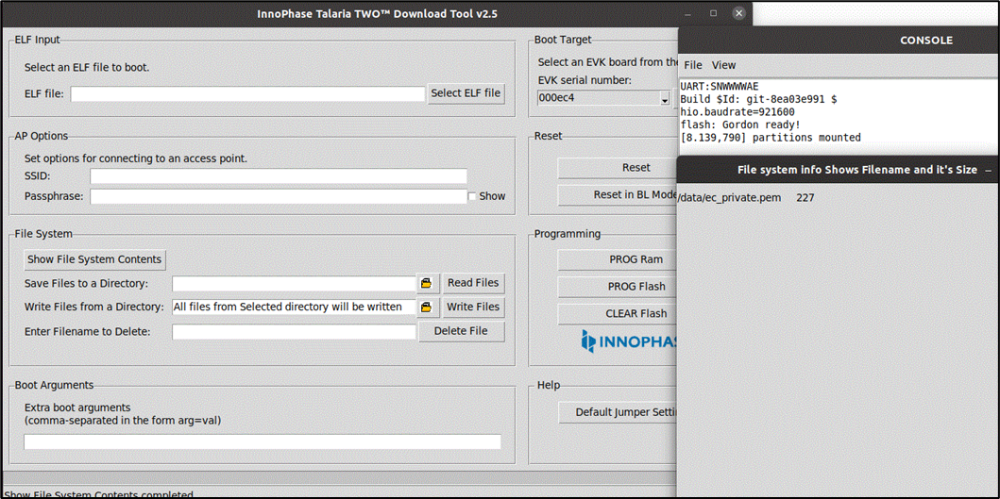 InnoPhase Talaria TWO™ Download Tool v2.5
ELF Input
Select an ELF file to boot.
ELF file:
Select ELF file
AP Options
Set options for connecting to an access point.
SSID:
Passphrase:
Show
File System
Show File System Contents
Save Files to a Directory:
Read Files
Write Files from a Directory:
All files from Selected directory will be written
Write Files
Enter Filename to Delete:
Delete File
Boot Arguments
Extra boot arguments
(comma-separated in the form arg=val)
Show File System Contents completed
Boot Target
Select an EVK board from the
EVK serial number:
000ec4
Reset
Reset
Reset in BL Mode
Programming
PROG Ram
PROG Flash
CLEAR Flash
INNOPHAS
Help
Default Jumper Settin
CONSOLE
File View
UART:SNWWWWAE
Build $Id: git-8ea03e991 $
hio.baudrate=921600
flash: Gordon ready!
[8.139,790] partitions mounted
File system info Shows Filename and it's Size
/data/ec_private.pem 227